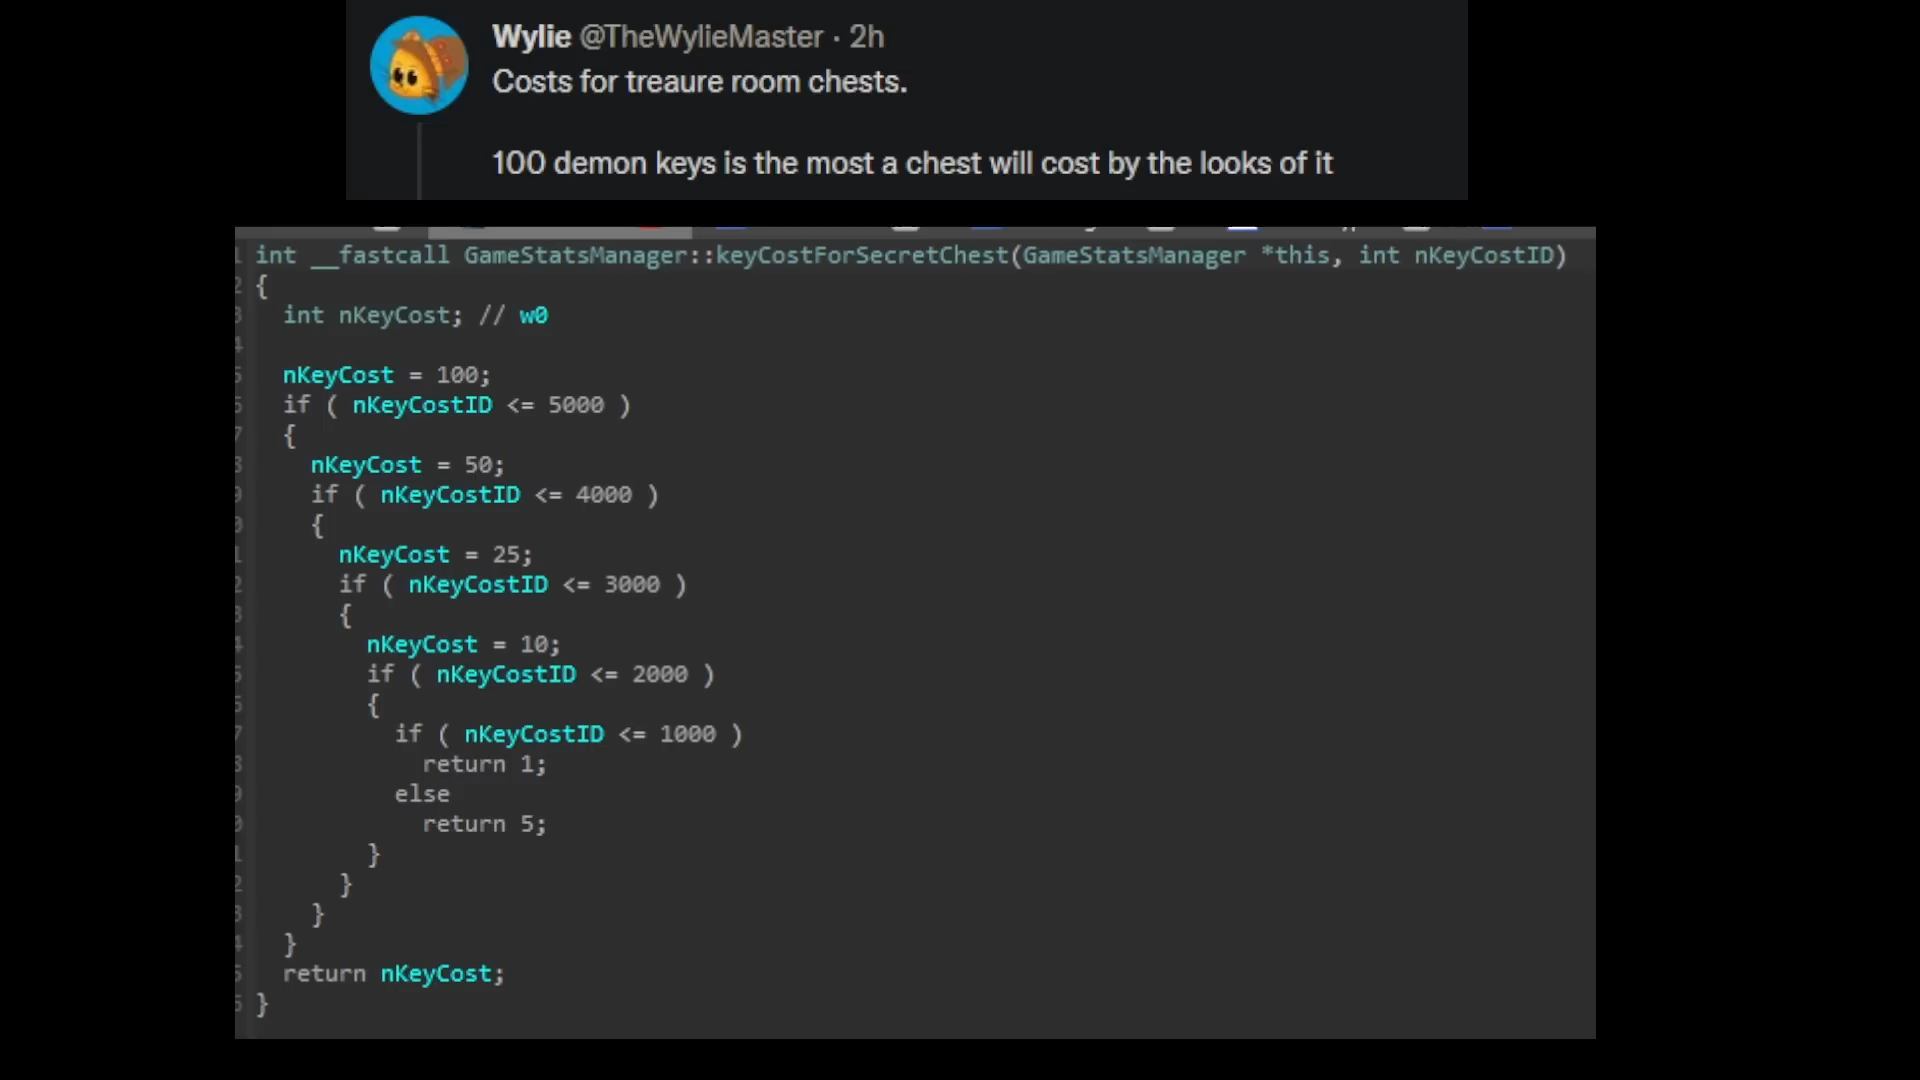 Wylie @TheWylieMaster · 2h
Costs for treaure room chests.
100 demon keys is the most a chest will cost by the looks of it
int __fastcall GameStatsManager::keyCostForSecretChest(GameStatsManager *this, int nKeyCostID)
{
int nKeyCost; // w0
nKeyCost = 100;
if ( nKeyCostID <= 5000 )
{
nKeyCost = 50;
if ( nKeyCostID <= 4000 )
{
nKeyCost = 25;
if ( nKeyCostID <= 3000 )
{
nKeyCost = 10;
if ( nKeyCostID <= 2000 )
{
if ( nKeyCostID <= 1000 )
return 1;
else
return 5;
}
}
}
}
return nKeyCost;
}